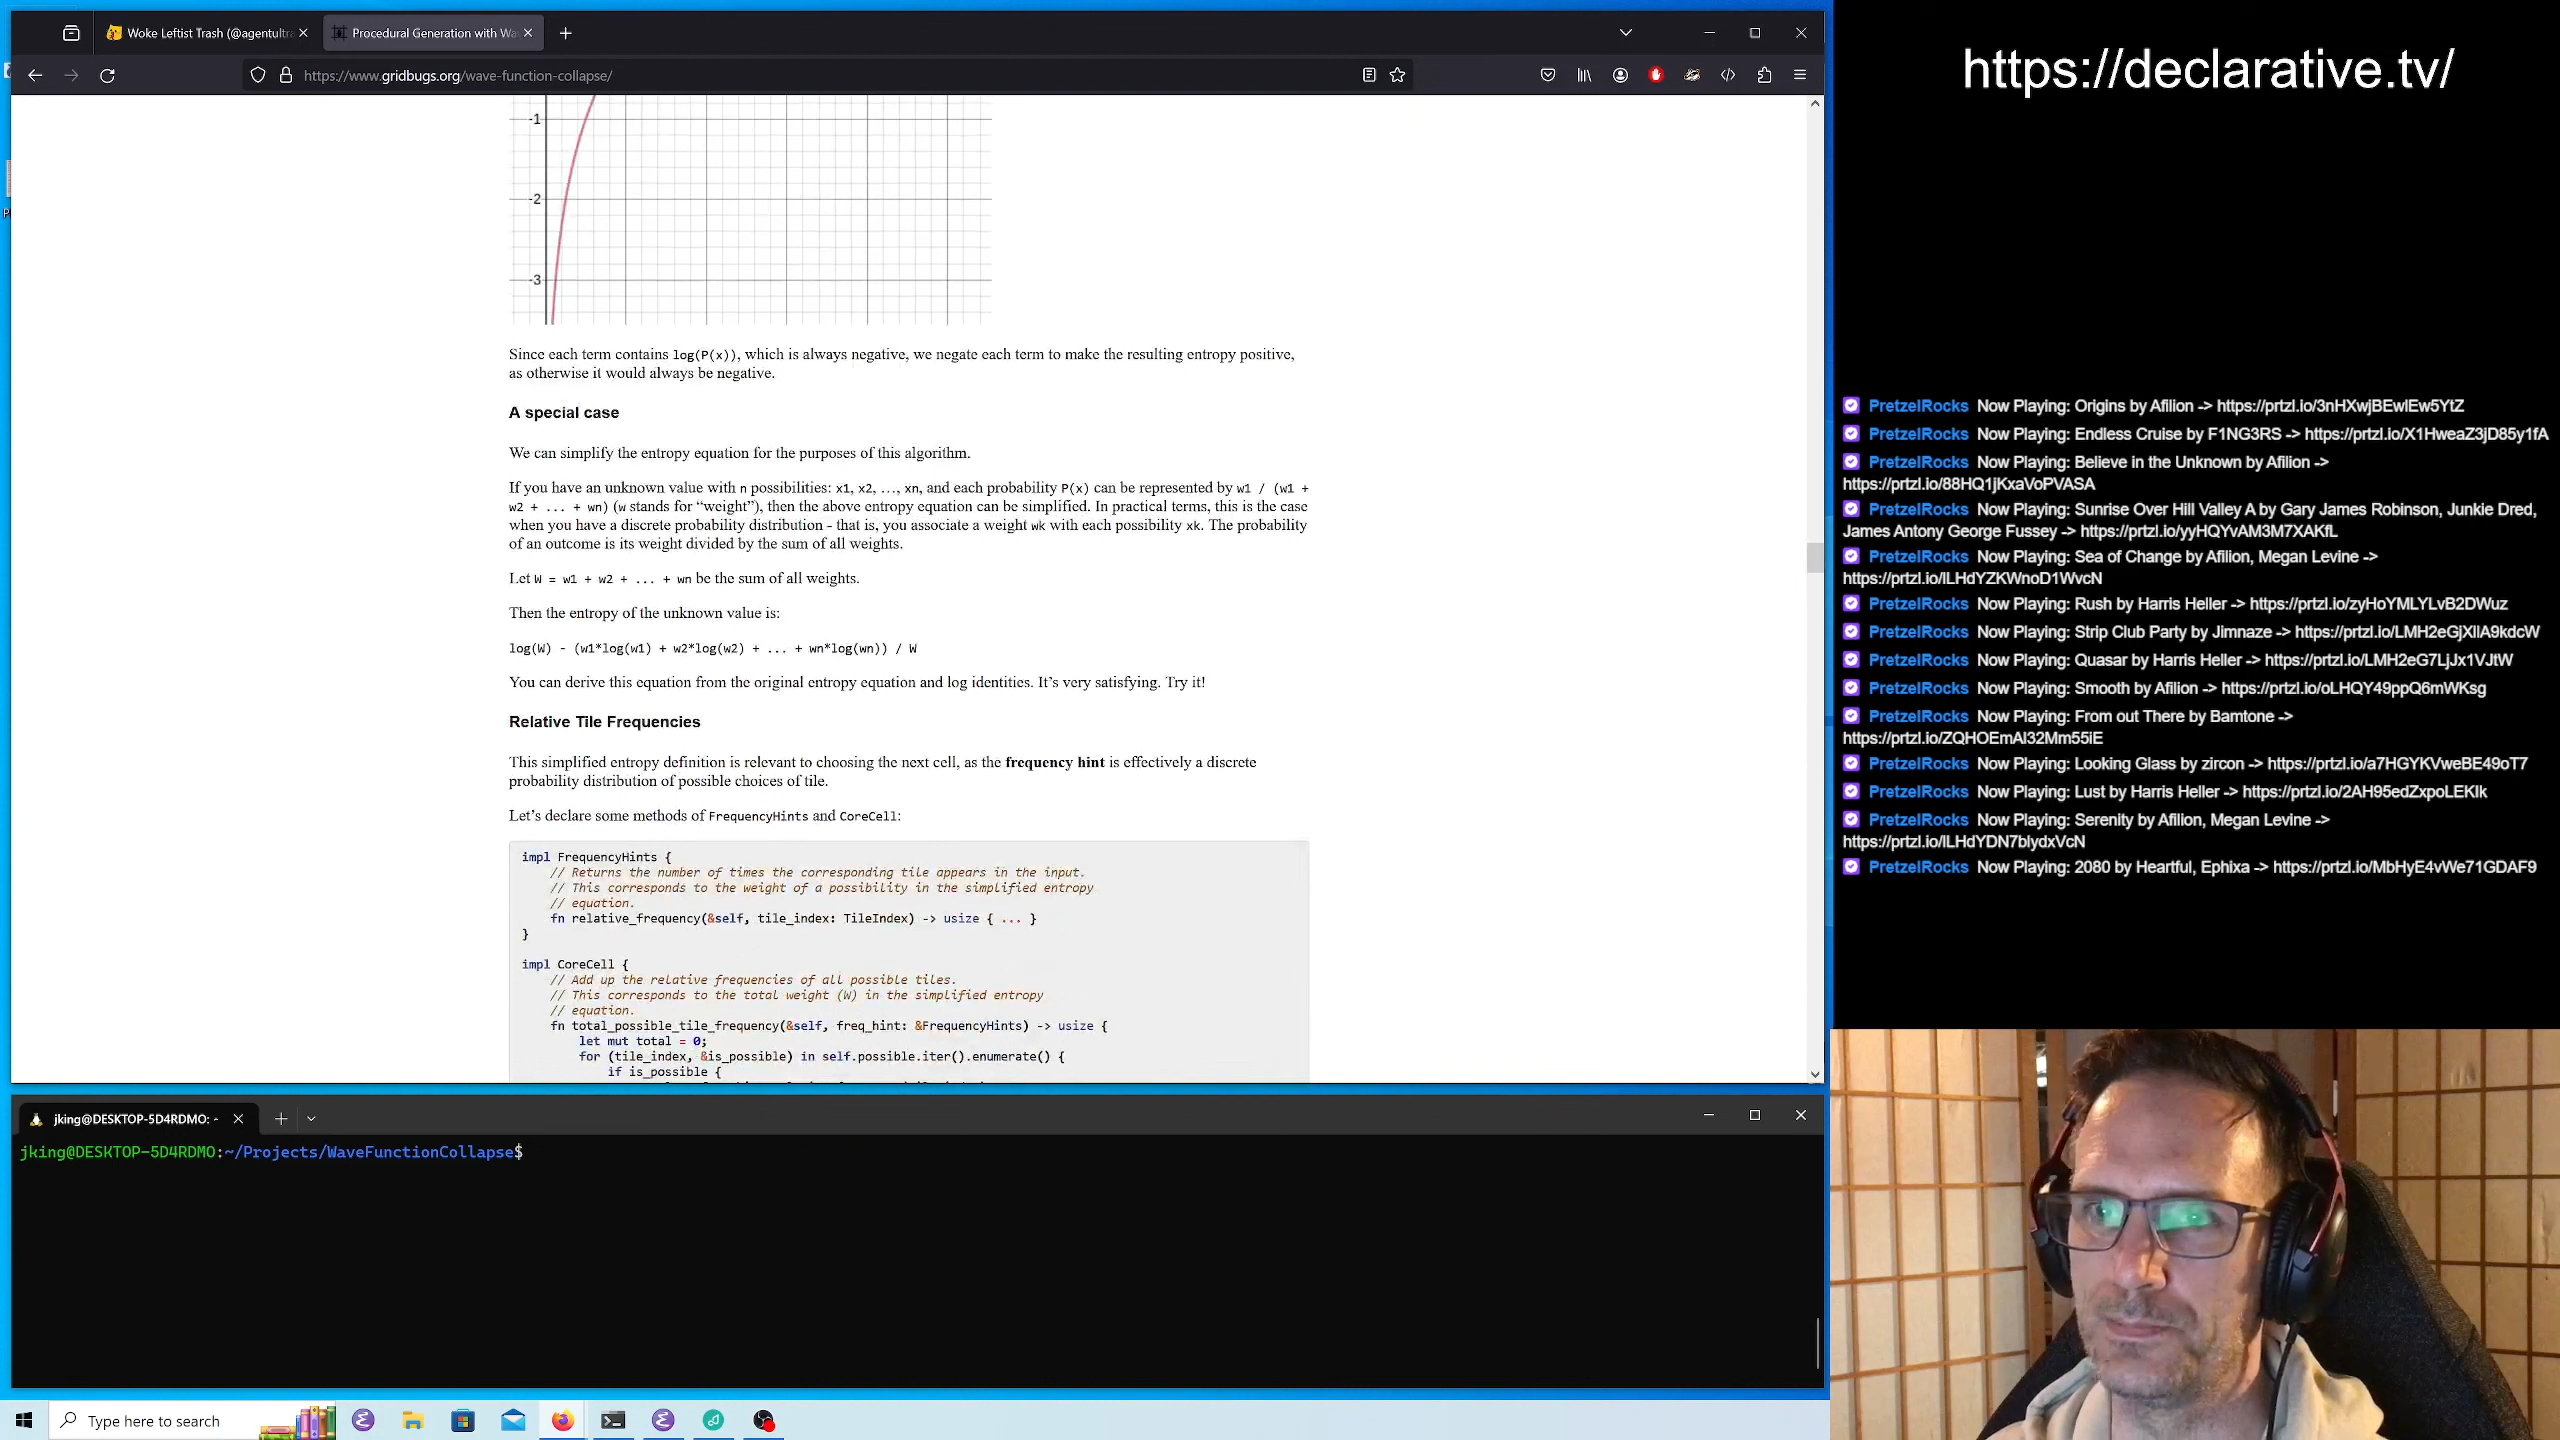 Woke Leftist Trash (@agentultra
Procedural Generation with Wa
https://www.gridbugs.org/wave-function-collapse/
-1
-2
-3
Since each term contains log(P(x)), which is always negative, we negate each term to make the resulting entropy positive,
as otherwise it would always be negative.
A special case
We can simplify the entropy equation for the purposes of this algorithm.
If you have an unknown value with n possibilities: x1, x2, ..., xn, and each probability P(x) can be represented by w1 / (w1 +
w2 + ... + wn) (w stands for “weight”), then the above entropy equation can be simplified. In practical terms, this is the case
when you have a discrete probability distribution - that is, you associate a weight wk with each possibility xk. The probability
of an outcome is its weight divided by the sum of all weights.
Let W = w1 + w2 + ... + wn be the sum of all weights.
Then the entropy of the unknown value is:
log(W) - (w1*log(w1) + w2*log(w2) + ... + wn*log(wn)) / W
You can derive this equation from the original entropy equation and log identities. It’s very satisfying. Try it!
Relative Tile Frequencies
This simplified entropy definition is relevant to choosing the next cell, as the frequency hint is effectively a discrete
probability distribution of possible choices of tile.
Let’s declare some methods of FrequencyHints and CoreCell:
impl FrequencyHints {
// Returns the number of times the corresponding tile appears in the input.
// This corresponds to the weight of a possibility in the simplified entropy
// equation.
fn relative_frequency(&self, tile_index: TileIndex) -> usize { ... }
}
impl CoreCell {
// Add up the relative frequencies of all possible tiles.
// This corresponds to the total weight (W) in the simplified entropy
// equation.
fn total_possible_tile_frequency(&self, freq_hint: &FrequencyHints) -> usize {
let mut total = 0;
for (tile_index, &is_possible) in self.possible.iter().enumerate() {
if is_possible {
jking@DESKTOP-5D4RDMO: ~
jking@DESKTOP-5D4RDMO:~/Projects/WaveFunctionCollapse$
Type here to search
https://declarative.tv/
PretzelRocks Now Playing: Origins by Afilion -> https://prtzl.io/3nHXwjBEwlEw5YtZ
PretzelRocks Now Playing: Endless Cruise by F1NG3RS -> https://prtzl.io/X1HweaZ3jD85y1fA
PretzelRocks Now Playing: Believe in the Unknown by Afilion ->
https://prtzl.io/88HQ1jKxaVoPVASA
PretzelRocks Now Playing: Sunrise Over Hill Valley A by Gary James Robinson, Junkie Dred,
James Antony George Fussey -> https://prtzl.io/yyHQYvAM3M7XAKfL
PretzelRocks Now Playing: Sea of Change by Afilion, Megan Levine ->
https://prtzl.io/lLHdYZKWnoD1WvcN
PretzelRocks Now Playing: Rush by Harris Heller -> https://prtzl.io/zyHoYMLYLvB2DWuz
PretzelRocks Now Playing: Strip Club Party by Jimnaze -> https://prtzl.io/LMH2eGjXllA9kdcW
PretzelRocks Now Playing: Quasar by Harris Heller -> https://prtzl.io/LMH2eG7LjJx1VJtW
PretzelRocks Now Playing: Smooth by Afilion -> https://prtzl.io/oLHQY49ppQ6mWKsg
PretzelRocks Now Playing: From out There by Bamtone ->
https://prtzl.io/ZQHOEmAl32Mm55iE
PretzelRocks Now Playing: Looking Glass by zircon -> https://prtzl.io/a7HGYKVweBE49oT7
PretzelRocks Now Playing: Lust by Harris Heller -> https://prtzl.io/2AH95edZxpoLEKlk
PretzelRocks Now Playing: Serenity by Afilion, Megan Levine ->
https://prtzl.io/lLHdYDN7blydxVcN
PretzelRocks Now Playing: 2080 by Heartful, Ephixa -> https://prtzl.io/MbHyE4vWe71GDAF9